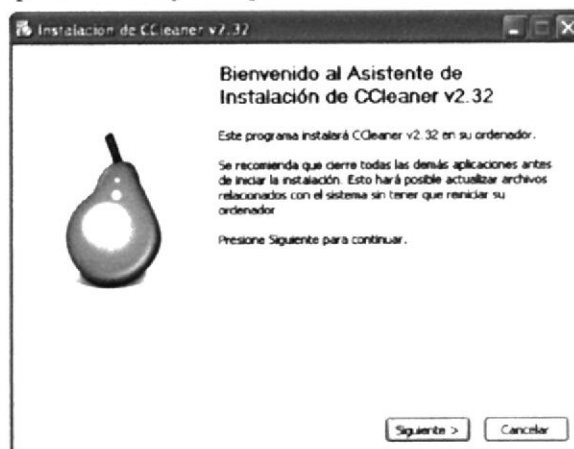 Instalación de CCleaner v2.32
Bienvenido al Asistente de
Instalación de CCleaner v2.32
Este programa instalará CCleaner v2.32 en su ordenador.
Se recomienda que cierre todas las demás aplicaciones antes
de iniciar la instalación. Esto hará posible actualizar archivos
relacionados con el sistema sin tener que reiniciar su
ordenador
Presione Siguiente para continuar.
Siguiente >
Cancelar